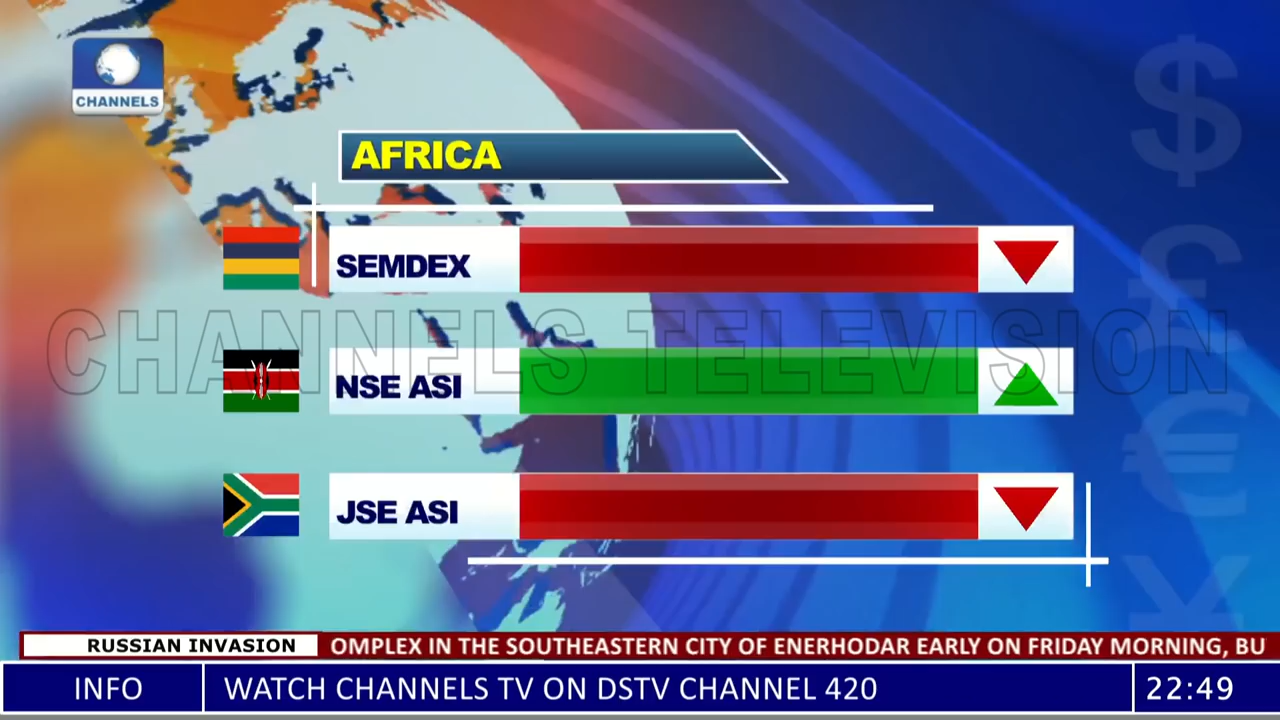 CHANNELS
AFRICA
SEMDEX
CHANNELS TELEVISION
NSE ASI
JSE ASI
RUSSIAN INVASION
OMPLEX IN THE SOUTHEASTERN CITY OF ENERHODAR EARLY ON FRIDAY MORNING, BU
INFO
WATCH CHANNELS TV ON DSTV CHANNEL 420
22:49
$
£
€
¥